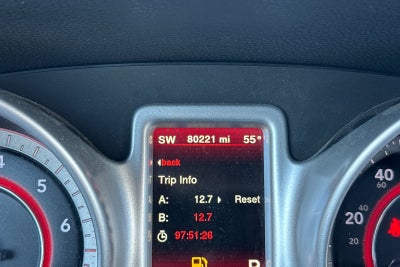 SW 80221 mi 55°
back
Trip Info
A: 12.7 Reset
B: 12.7
97:51:26
P
4
5
6
40
20